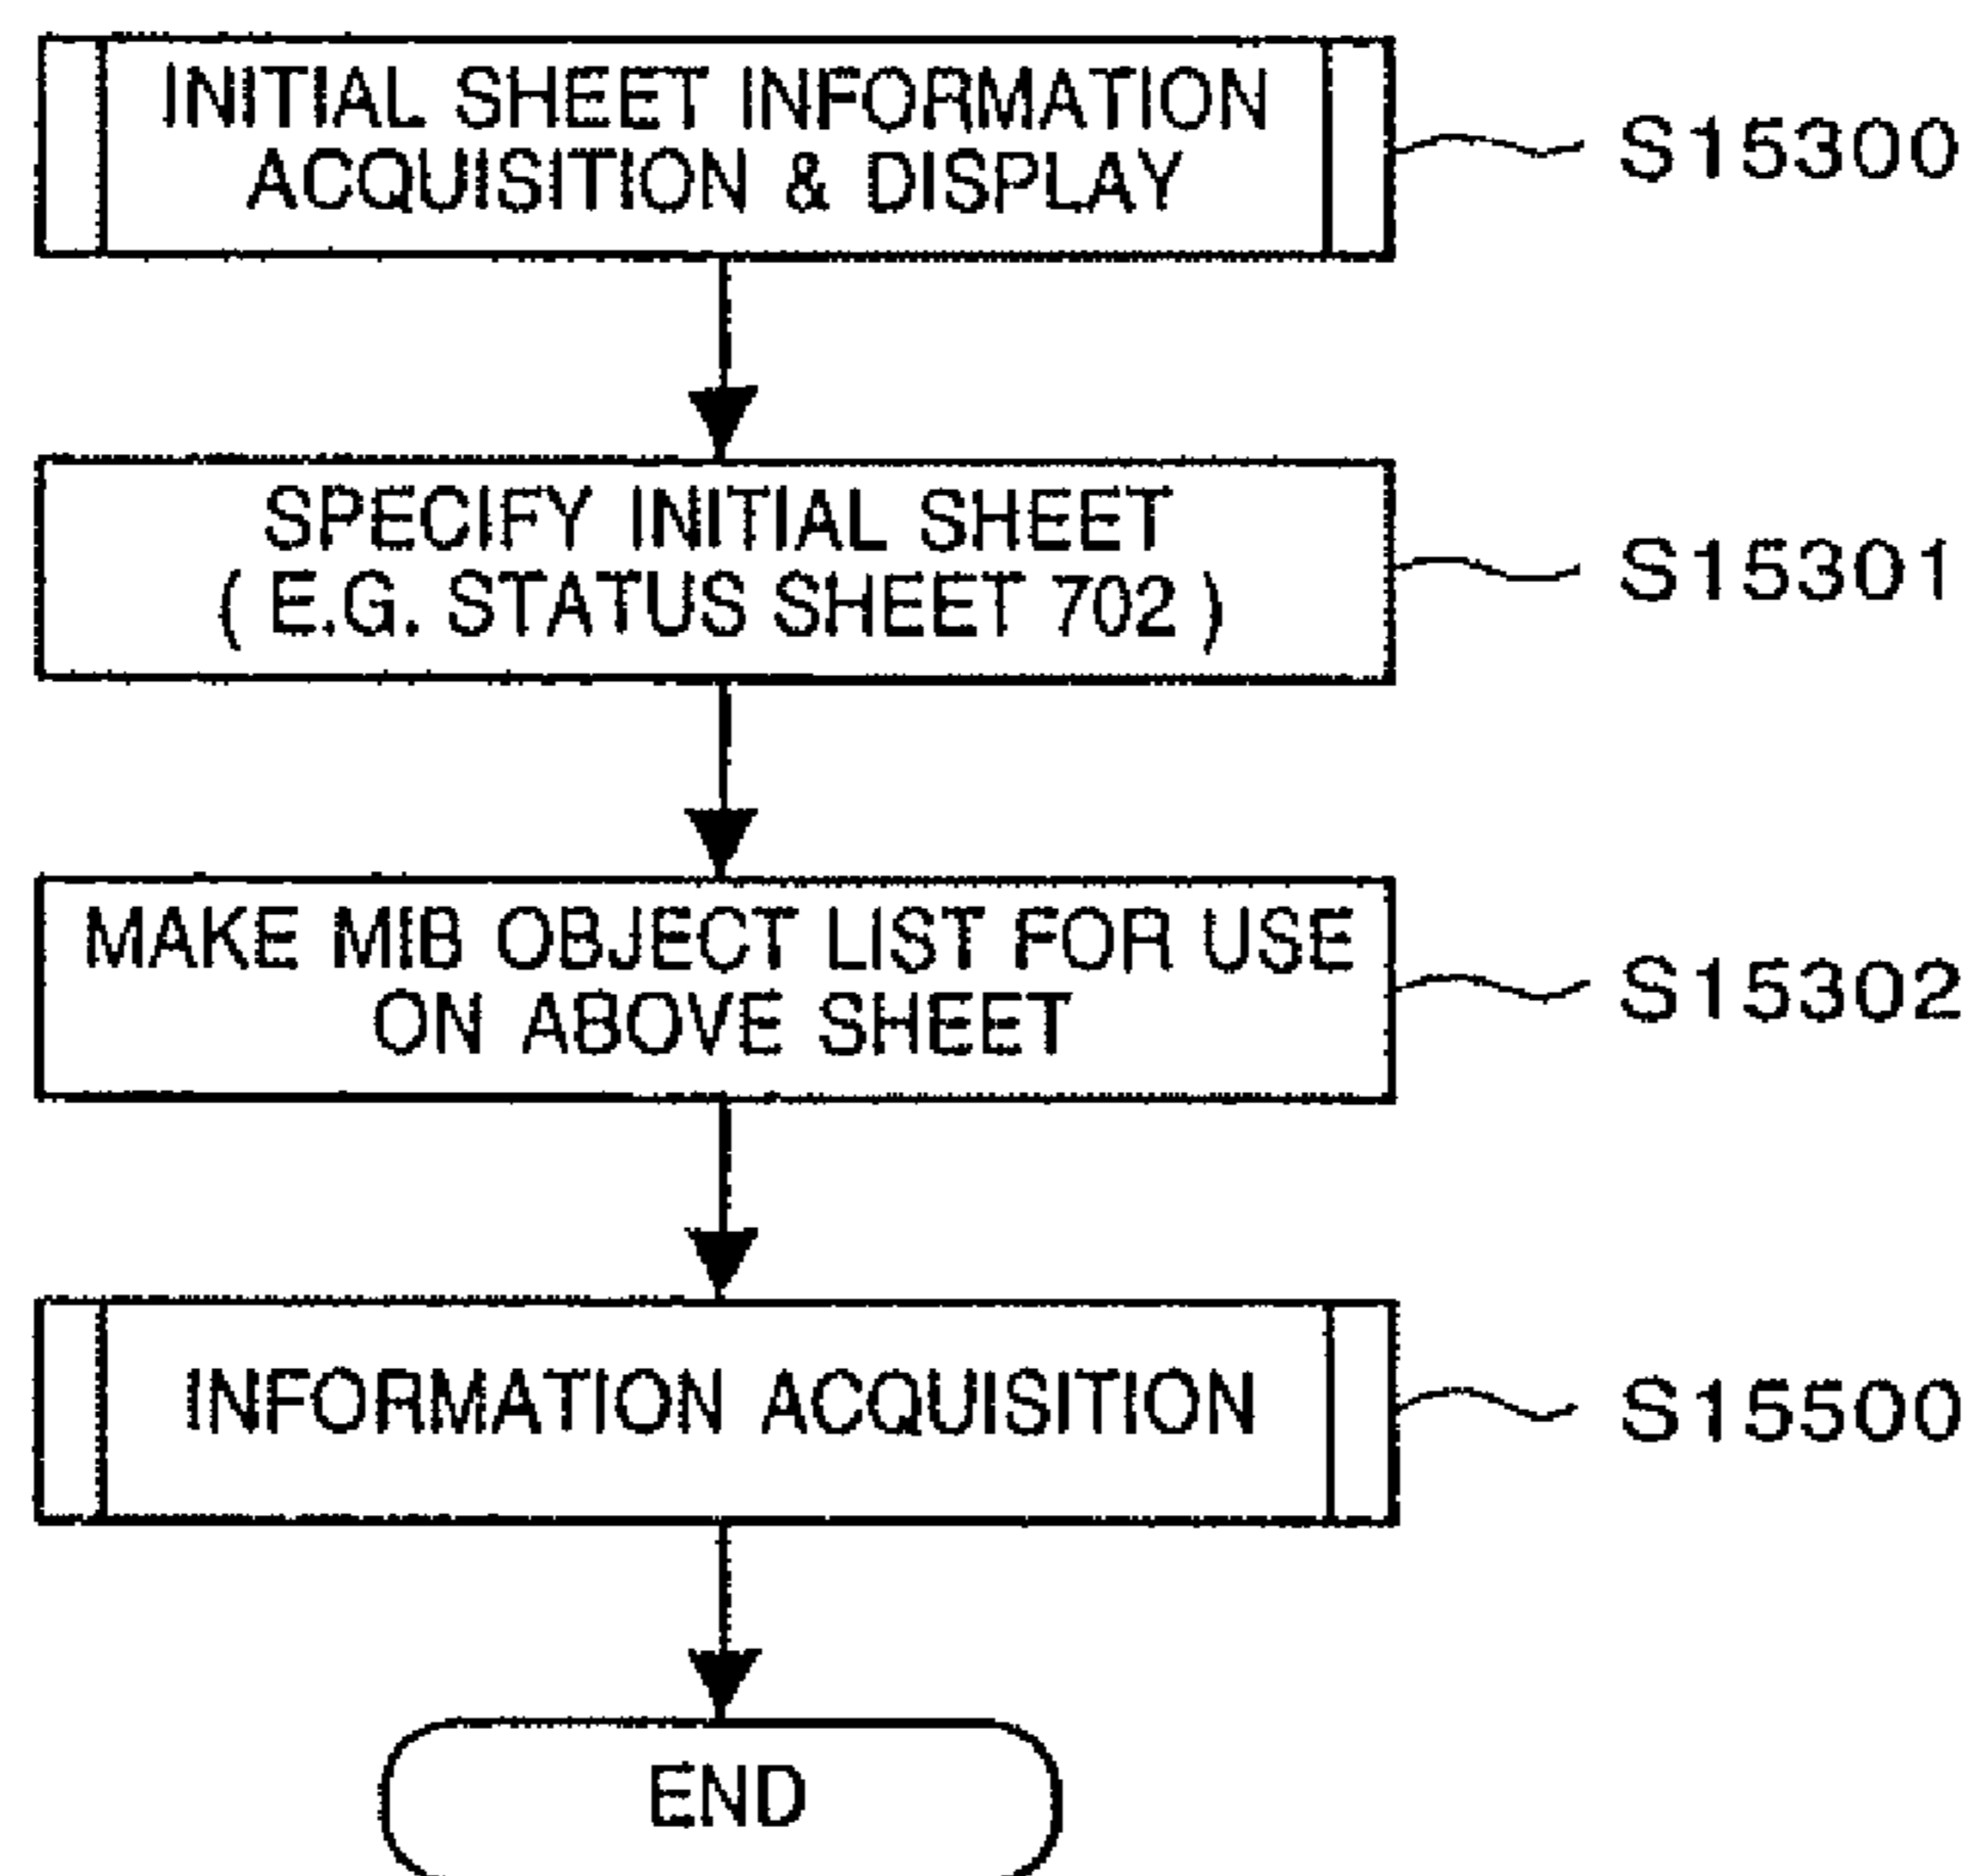 INITIAL SHEET INFORMATION
ACQUISITION & DISPLAY
S15300
SPECIFY INITIAL SHEET
( E.G. STATUS SHEET 702 )
S15301
MAKE MIB OBJECT LIST FOR USE
ON ABOVE SHEET
S15302
INFORMATION ACQUISITION
S15500
END